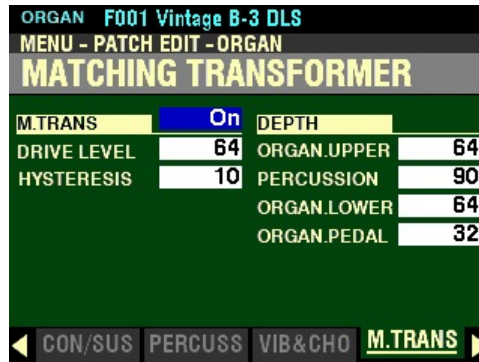 ORGAN F001 Vintage B-3 DLS
MENU - PATCH EDIT - ORGAN
MATCHING TRANSFORMER
M.TRANS On DEPTH
DRIVE LEVEL 64 ORGAN.UPPER 64
HYSTERESIS 10 PERCUSSION 90
ORGAN.LOWER 64
ORGAN.PEDAL 32
CON/SUS PERCUSS VIB&CHO M.TRANS